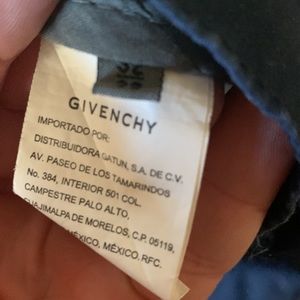 GIVENCHY
IMPORTADO POR:
DISTRIBUIDORA GATUN, S.A. DE C.V.
AV. PASEO DE LOS TAMARINDOS
No. 384, INTERIOR 501 COL.
CAMPESTRE PALO ALTO,
CUAJIMALPA DE MORELOS, C.P. 05119,
MÉXICO, MÉXICO. RFC.